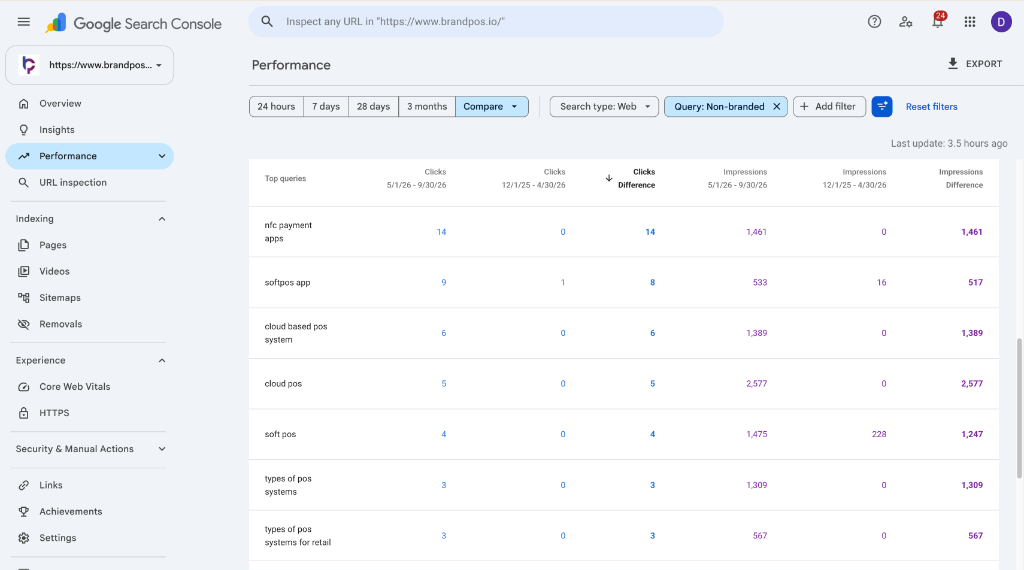 Google Search Console
Inspect any URL in "https://www.brandpos.io/"
24
D
https://www.brandpos...
Performance
EXPORT
24 hours
7 days
28 days
3 months
Compare
Search type: Web
Query: Non-branded
Add filter
Reset filters
Last update: 3.5 hours ago
Overview
Insights
Performance
URL inspection
Indexing
Pages
Videos
Sitemaps
Removals
Experience
Core Web Vitals
HTTPS
Security & Manual Actions
Links
Achievements
Settings
Top queries
Clicks
5/1/26 - 9/30/26
Clicks
12/1/25 - 4/30/26
Clicks
Difference
Impressions
5/1/26 - 9/30/26
Impressions
12/1/25 - 4/30/26
Impressions
Difference
nfc payment
apps
14 0 14 1,461 0 1,461
softpos app 9 1 8 533 16 517
cloud based pos
system
6 0 6 1,389 0 1,389
cloud pos 5 0 5 2,577 0 2,577
soft pos 4 0 4 1,475 228 1,247
types of pos
systems
3 0 3 1,309 0 1,309
types of pos
systems for retail
3 0 3 567 0 567